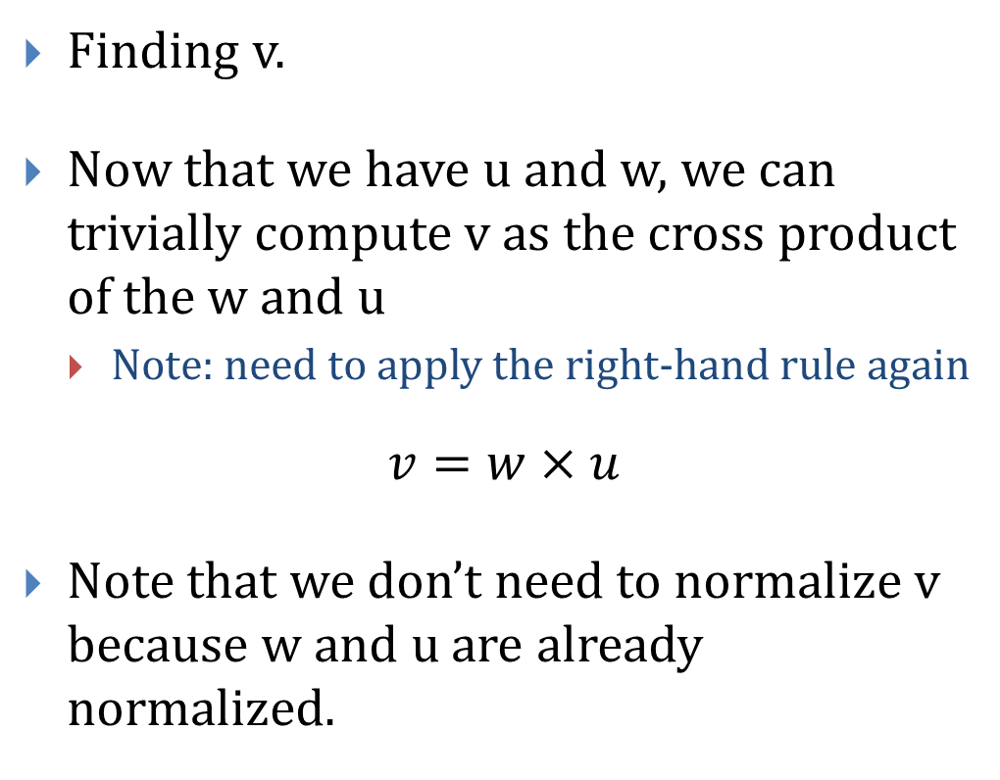 Finding v.
Now that we have u and w, we can
trivially compute v as the cross product
of the w and u
Note: need to apply the right-hand rule again
v = w × u
Note that we don’t need to normalize v
because w and u are already
normalized.